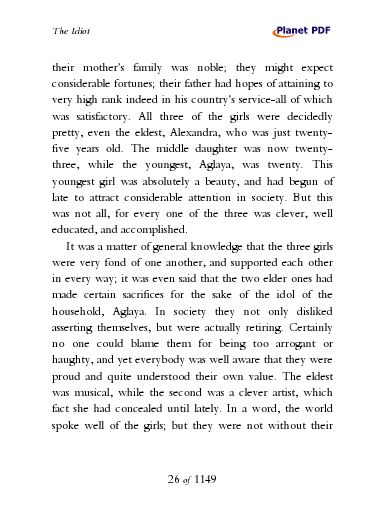 The Idiot
Planet PDF
their mother's family was noble; they might expect
considerable fortunes; their father had hopes of attaining to
very high rank indeed in his country's service–all of which
was satisfactory. All three of the girls were decidedly
pretty, even the eldest, Alexandra, who was just twenty-
five years old. The middle daughter was now twenty-
three, while the youngest, Aglaya, was twenty. This
youngest girl was absolutely a beauty, and had begun of
late to attract considerable attention in society. But this
was not all, for every one of the three was clever, well
educated, and accomplished.
It was a matter of general knowledge that the three girls
were very fond of one another, and supported each other
in every way; it was even said that the two elder ones had
made certain sacrifices for the sake of the idol of the
household, Aglaya. In society they not only disliked
asserting themselves, but were actually retiring. Certainly
no one could blame them for being too arrogant or
haughty, and yet everybody was well aware that they were
proud and quite understood their own value. The eldest
was musical, while the second was a clever artist, which
fact she had concealed until lately. In a word, the world
spoke well of the girls; but they were not without their
26 of 1149